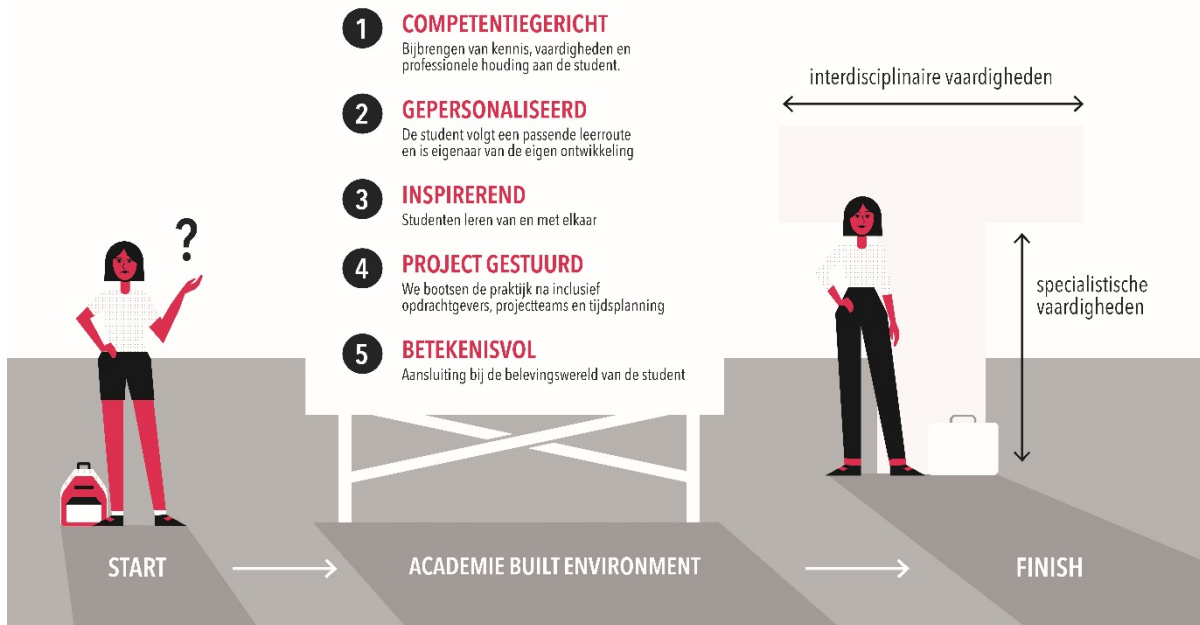 1 COMPETENTIEGERICHT
Bijbrengen van kennis, vaardigheden en
professionele houding aan de student.
2 GEPERSONALISEERD
De student volgt een passende leerroute
en is eigenaar van de eigen ontwikkeling
3 INSPIREREND
Studenten leren van en met elkaar
4 PROJECT GESTUURD
We bootsen de praktijk na inclusief
opdrachtgevers, projectteams en tijdsplanning
5 BETEKENISVOL
Aansluiting bij de belevingswereld van de student
?
interdisciplinaire vaardigheden
specialistische
vaardigheden
START
ACADEMIE BUILT ENVIRONMENT
FINISH